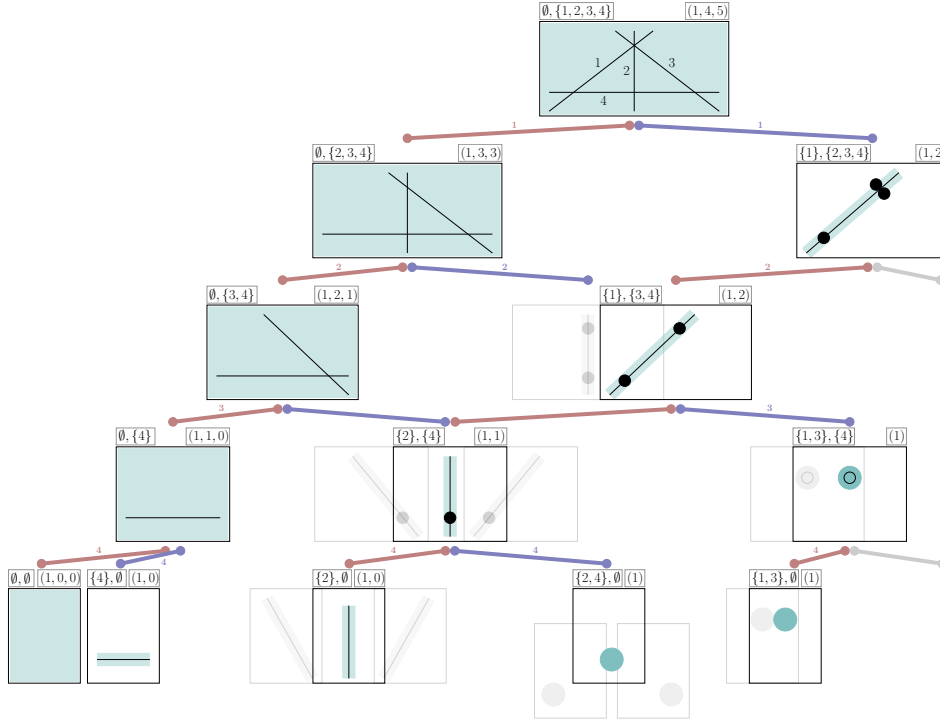 ∅, {1, 2, 3, 4} (1, 4, 5)
1 3
2
4
1 1
∅, {2, 3, 4} (1, 3, 3) {1}, {2, 3, 4} (1, 2
2 2 2
∅, {3, 4} (1, 2, 1) {1}, {3, 4} (1, 2)
3 3
∅, {4} (1, 1, 0) {2}, {4} (1, 1) {1, 3}, {4} (1)
4 4 4 4 4
∅, ∅ (1, 0, 0) {4}, ∅ (1, 0) {2}, ∅ (1, 0) {2, 4}, ∅ (1) {1, 3}, ∅ (1)